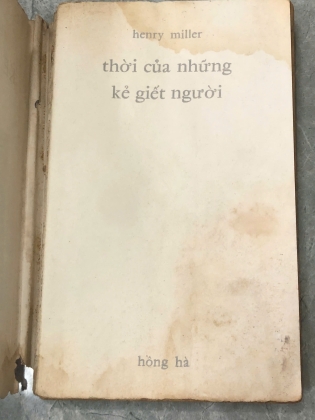 henry miller
thời của những
kẻ giết người
hồng hà